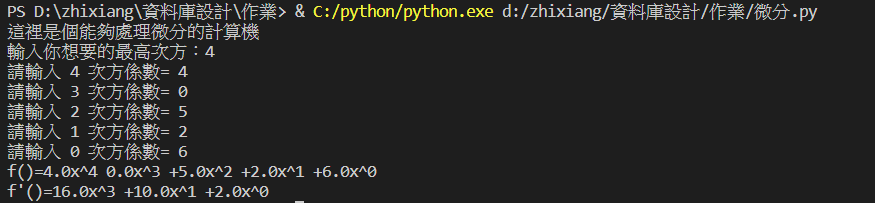 PS D:\zhixiang\資料庫設計\作業> & C:/python/python.exe d:/zhixiang/資料庫設計/作業/微分.py
這裡是個能夠處理微分的計算機
輸入你想要的最高次方：4
請輸入 4 次方係數= 4
請輸入 3 次方係數= 0
請輸入 2 次方係數= 5
請輸入 1 次方係數= 2
請輸入 0 次方係數= 6
f()=4.0x^4 0.0x^3 +5.0x^2 +2.0x^1 +6.0x^0
f'()=16.0x^3 +10.0x^1 +2.0x^0